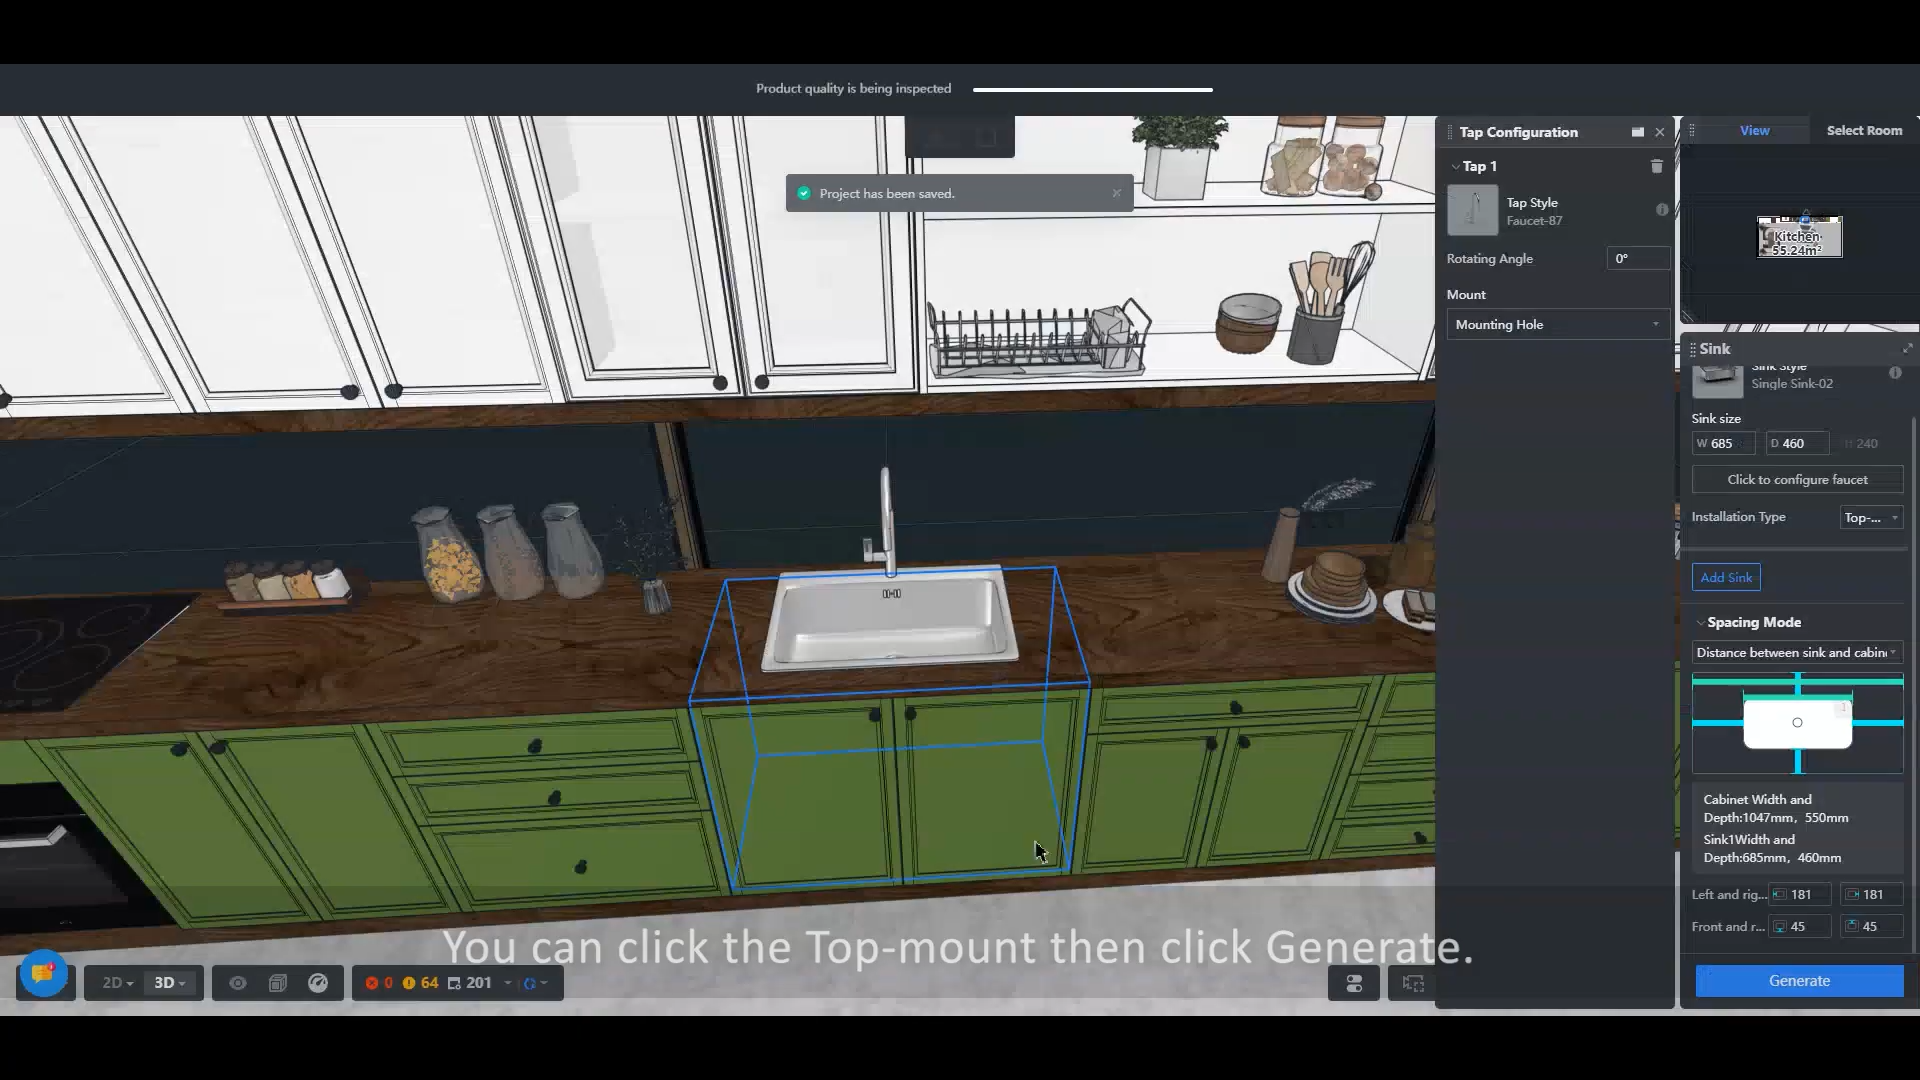 Product quality is being inspected
Project has been saved.
Tap Configuration
Tap 1
Tap Style
Faucet-87
Rotating Angle
0°
Mount
Mounting Hole
View
Select Room
Kitchen
55.24m²
Sink
Sink Style
Single Sink-02
Sink size
W 685
D 460
H 240
Click to configure faucet
Installation Type
Top-...
Add Sink
Spacing Mode
Distance between sink and cabin
1
Cabinet Width and
Depth:1047mm, 550mm
Sink1Width and
Depth:685mm, 460mm
Left and rig... 181 181
Front and r... 45 45
Generate
You can click the Top-mount then click Generate.
2D
3D
0
64
201